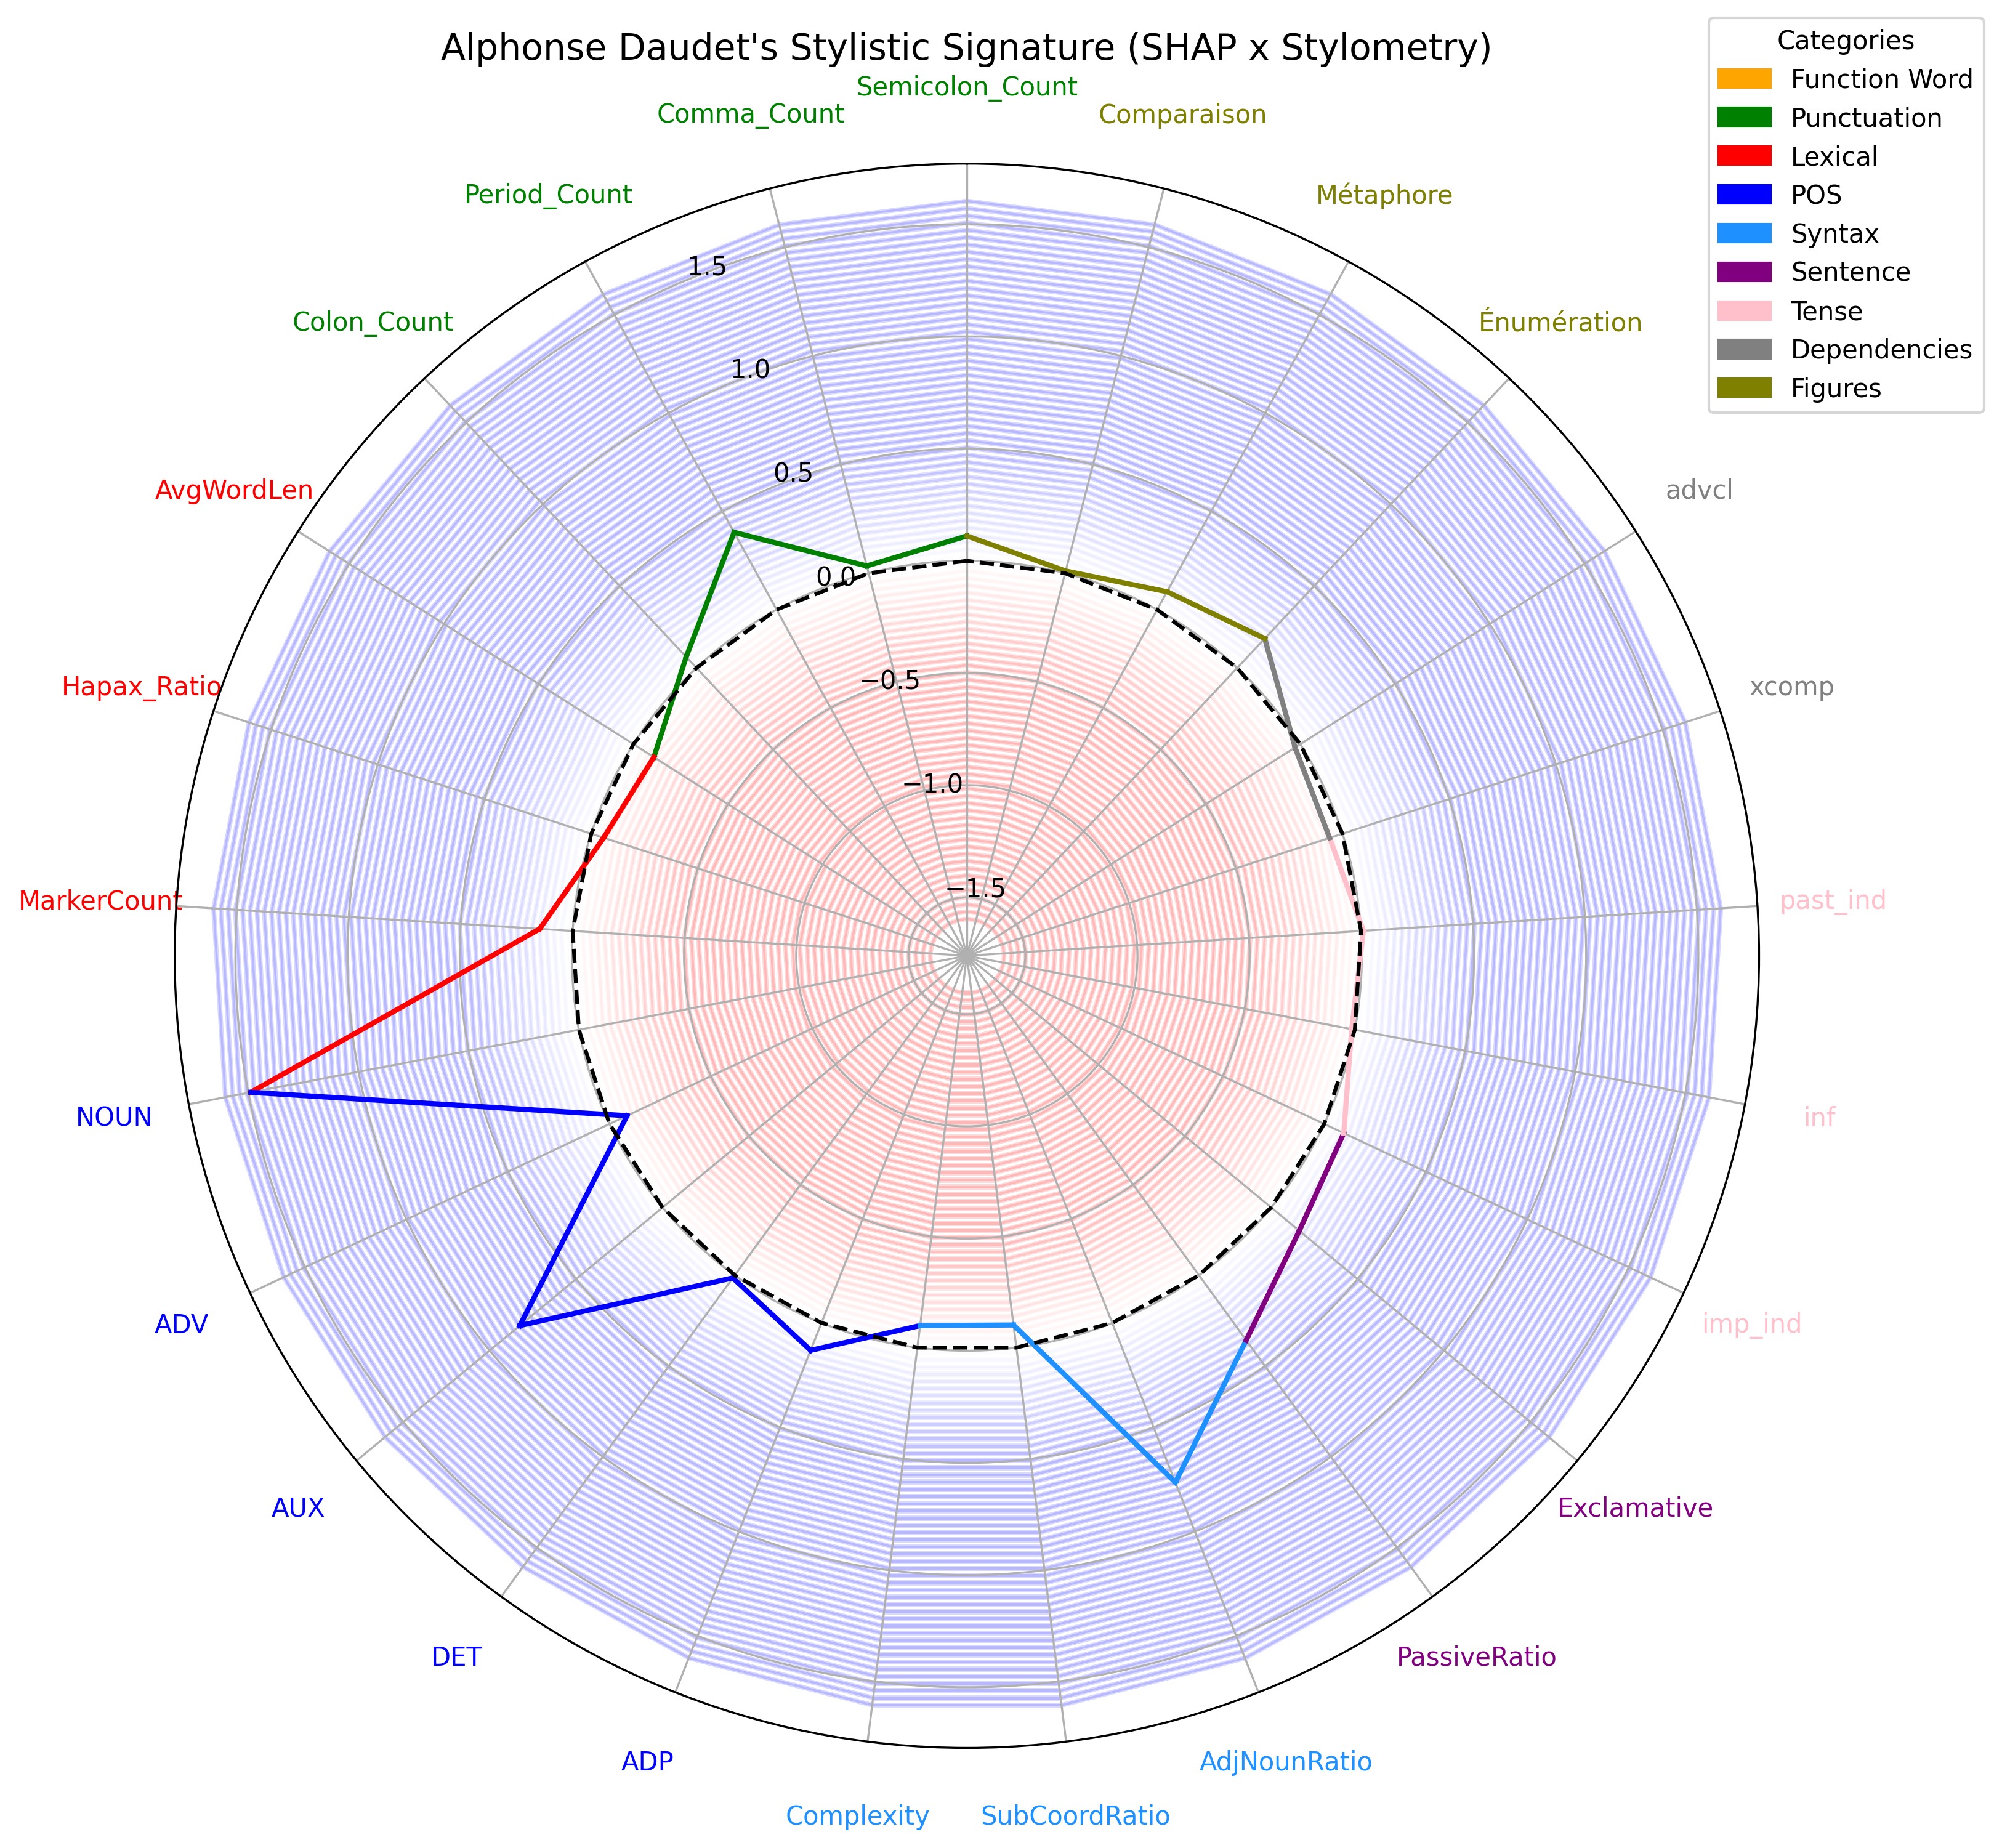 Alphonse Daudet's Stylistic Signature (SHAP x Stylometry)
Categories
Function Word
Punctuation
Lexical
POS
Syntax
Sentence
Tense
Dependencies
Figures
Semicolon_Count
Comma_Count
Period_Count
Colon_Count
AvgWordLen
Hapax_Ratio
MarkerCount
NOUN
ADV
AUX
DET
ADP
Complexity
SubCoordRatio
AdjNounRatio
PassiveRatio
Exclamative
imp_ind
inf
past_ind
xcomp
advcl
Énumération
Métaphore
Comparaison
1.5
1.0
0.5
0.0
−0.5
−1.0
−1.5